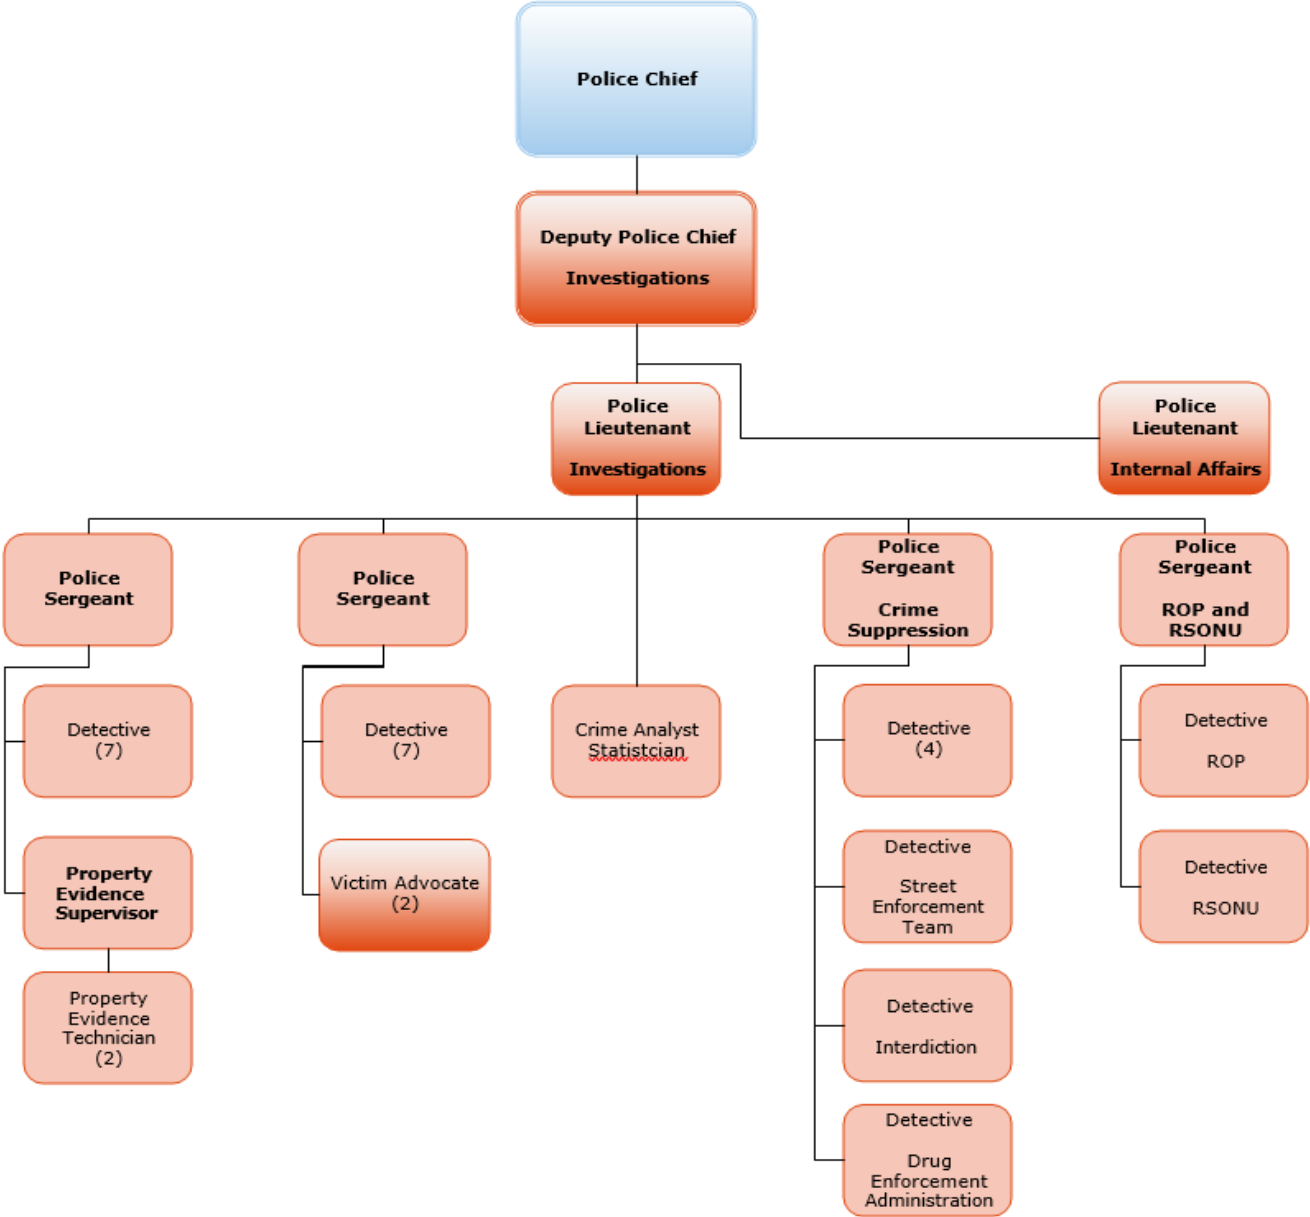 Police Chief
Deputy Police Chief
Investigations
Police
Lieutenant
Investigations
Police
Lieutenant
Internal Affairs
Police
Sergeant
Police
Sergeant
Police
Sergeant
Crime
Suppression
Police
Sergeant
ROP and
RSONU
Detective
(7)
Detective
(7)
Crime Analyst
Statistcian
Detective
(4)
Detective
ROP
Property
Evidence
Supervisor
Victim Advocate
(2)
Detective
Street
Enforcement
Team
Detective
RSONU
Property
Evidence
Technician
(2)
Detective
Interdiction
Detective
Drug
Enforcement
Administration